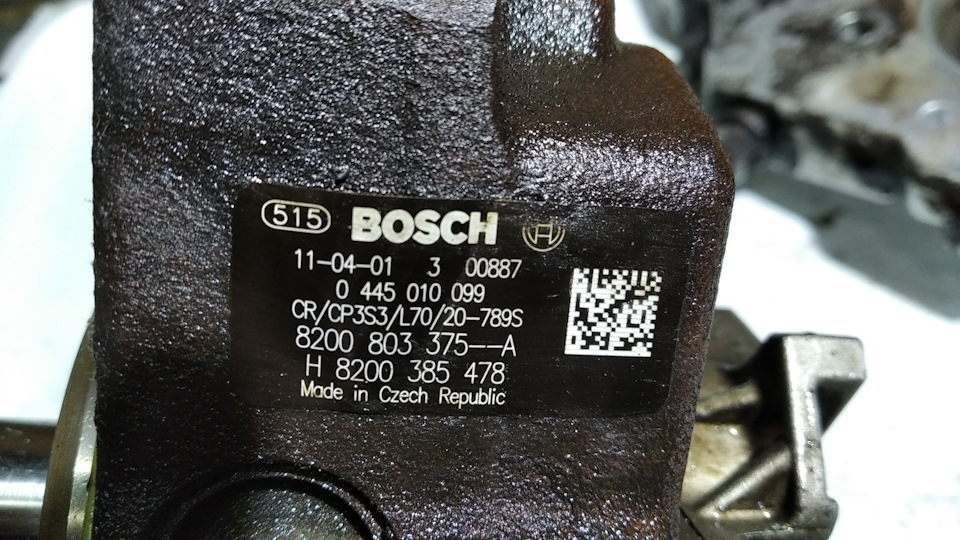 515 BOSCH
11-04-01 3 00887
0 445 010 099
CR/CP3S3/L70/20-789S
8200 803 375--A
H 8200 385 478
Made in Czech Republic